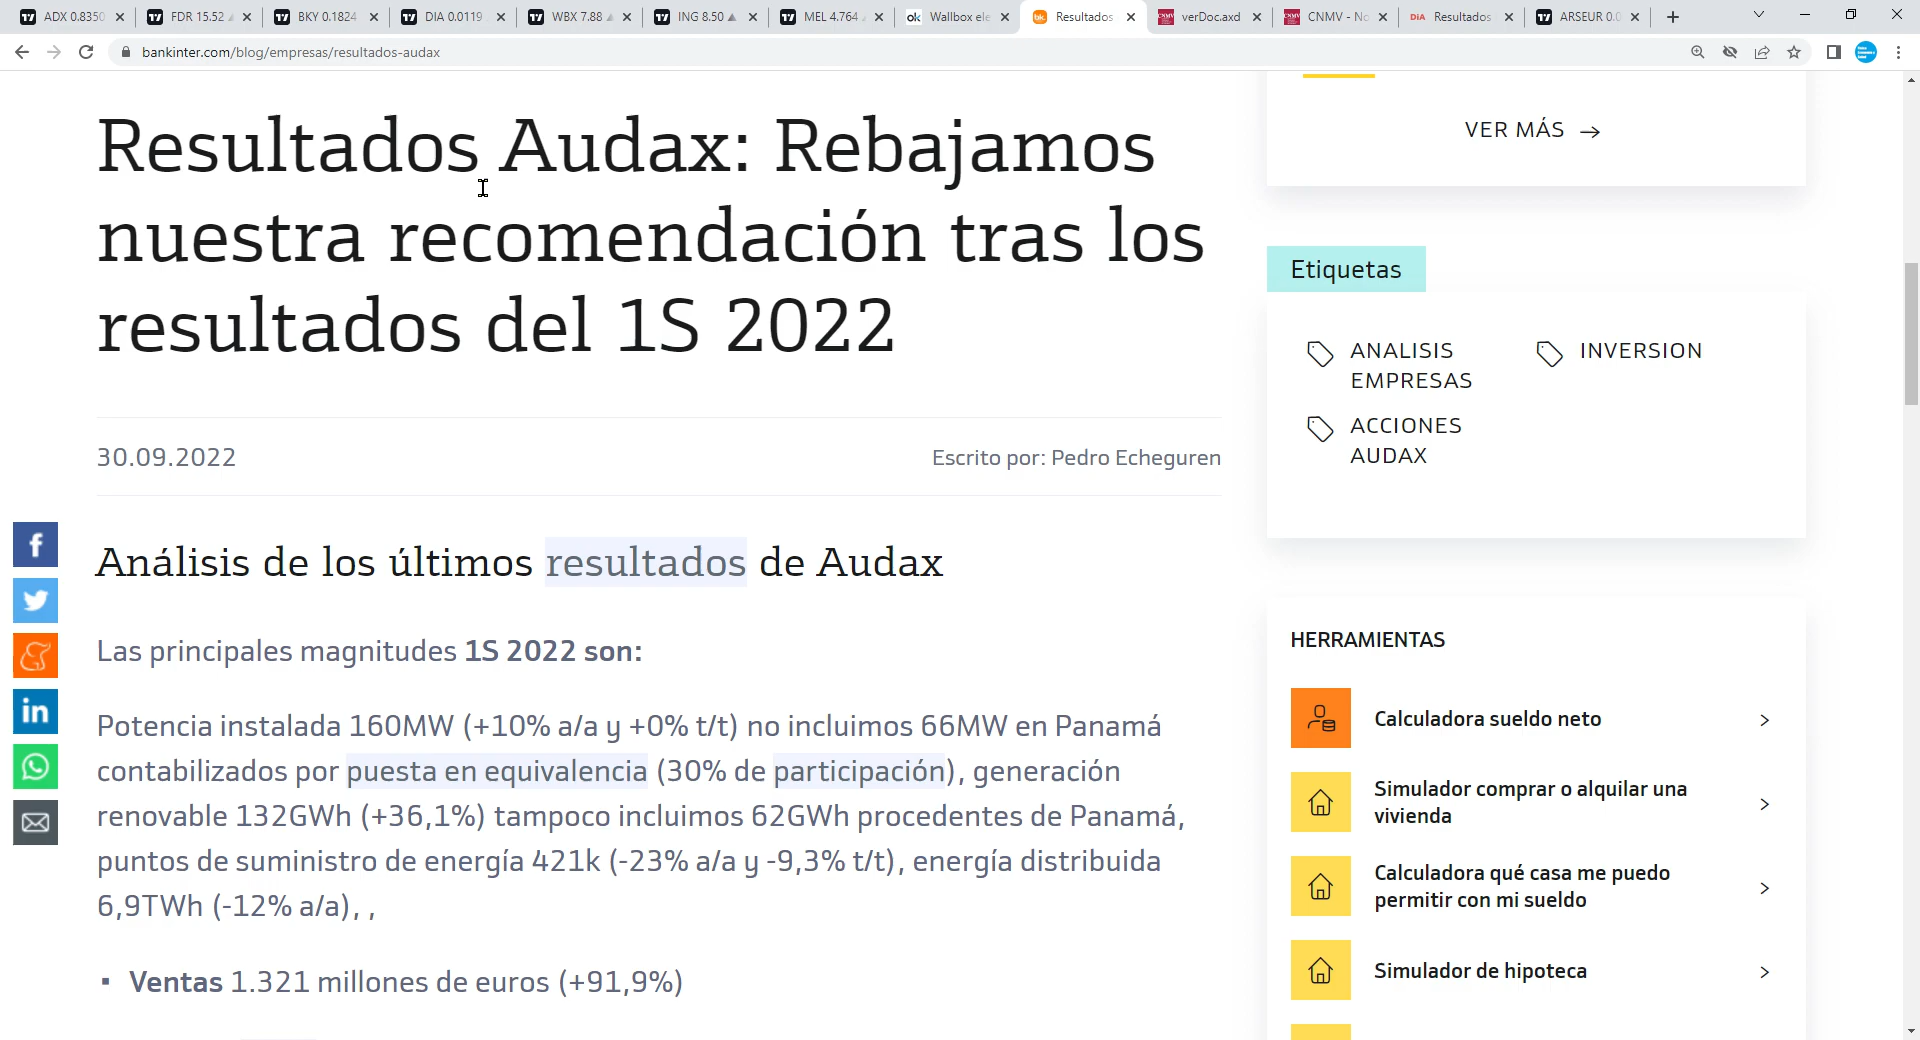 ADX 0.8350
FDR 15.52
BKY 0.1824
DIA 0.0119
WBX 7.88
ING 8.50
MEL 4.764
ok Wallbox ele
bk. Resultados
CNMV verDoc.axd
CNMV CNMV - No
DiA Resultados
ARSEUR 0.0
bankinter.com/blog/empresas/resultados-audax
Resultados Audax: Rebajamos
nuestra recomendación tras los
resultados del 1S 2022
30.09.2022
Escrito por: Pedro Echeguren
Análisis de los últimos resultados de Audax
Las principales magnitudes 1S 2022 son:
Potencia instalada 160MW (+10% a/a y +0% t/t) no incluimos 66MW en Panamá
contabilizados por puesta en equivalencia (30% de participación), generación
renovable 132GWh (+36,1%) tampoco incluimos 62GWh procedentes de Panamá,
puntos de suministro de energía 421k (-23% a/a y -9,3% t/t), energía distribuida
6,9TWh (-12% a/a), ,
▪ Ventas 1.321 millones de euros (+91,9%)
VER MÁS →
Etiquetas
ANALISIS
EMPRESAS
INVERSION
ACCIONES
AUDAX
HERRAMIENTAS
Calculadora sueldo neto
Simulador comprar o alquilar una
vivienda
Calculadora qué casa me puedo
permitir con mi sueldo
Simulador de hipoteca